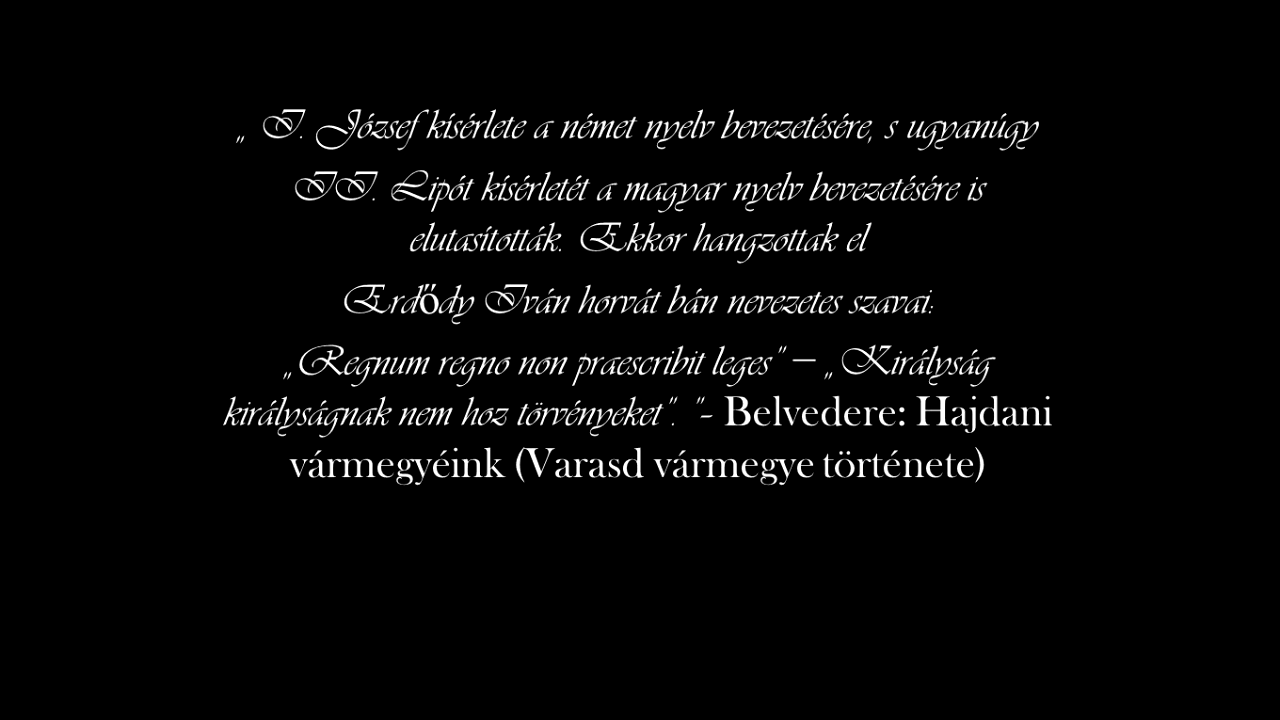 „ I. József kísérlete a német nyelv bevezetésére, s ugyanúgy
II. Lipót kísérletét a magyar nyelv bevezetésére is
elutasították. Ekkor hangzottak el
Erdődy Iván horvát bán nevezetes szavai:
„Regnum regno non praescribit leges” – „Királyság
királyságnak nem hoz törvényeket”. ”- Belvedere: Hajdani
vármegyéink (Varasd vármegye története)